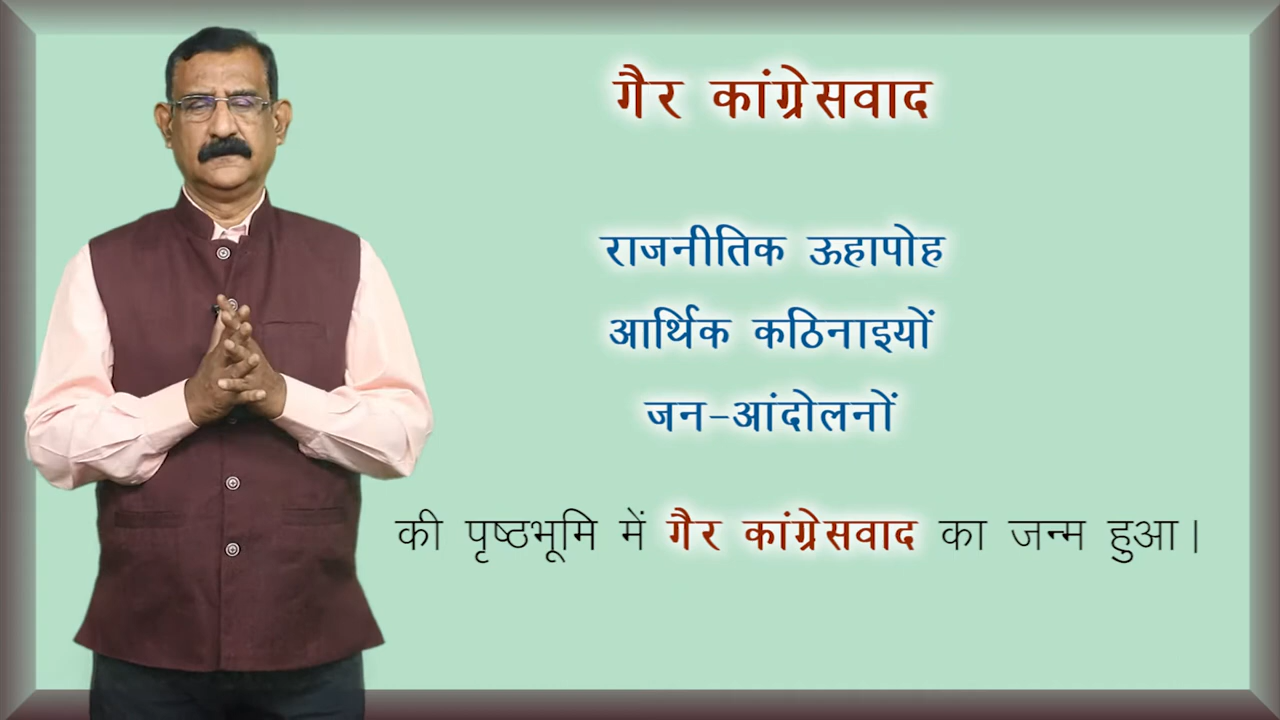 गैर कांग्रेसवाद
राजनीतिक ऊहापोह
आर्थिक कठिनाइयों
जन-आंदोलनों
की पृष्ठभूमि में गैर कांग्रेसवाद का जन्म हुआ।